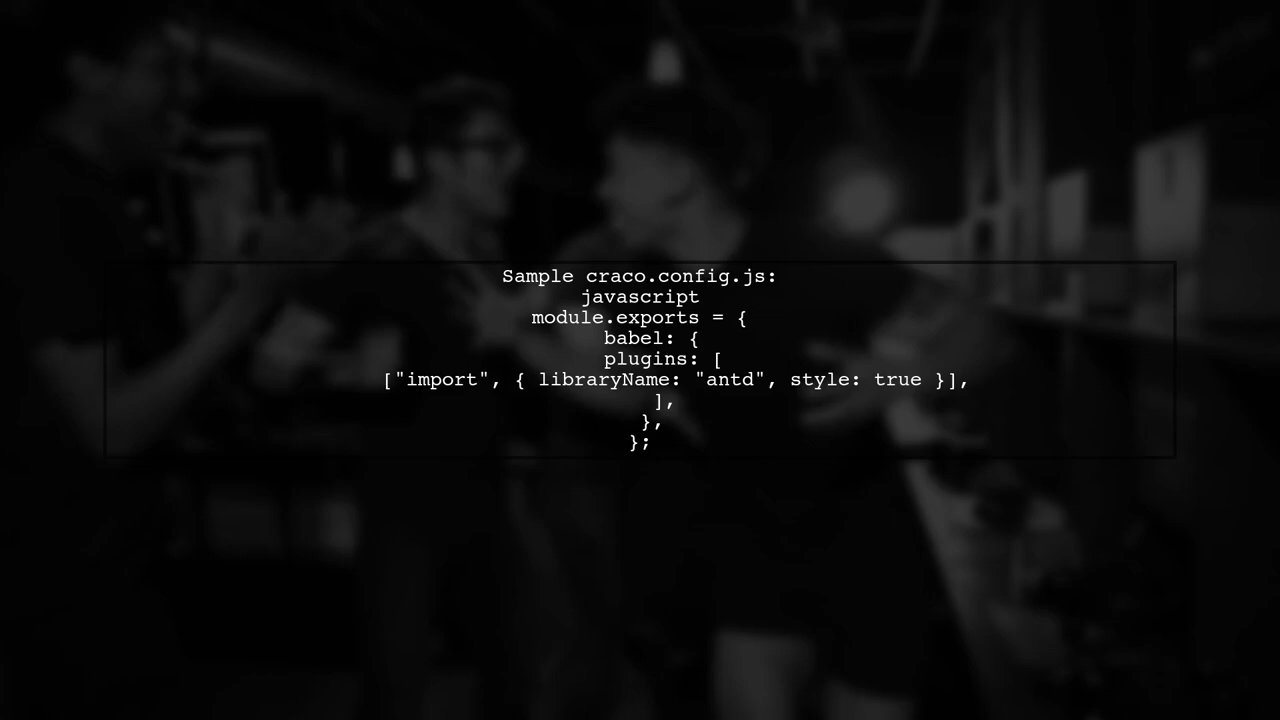 Sample craco.config.js:
javascript
module.exports = {
babel: {
plugins: [
["import", { libraryName: "antd", style: true }],
],
},
};